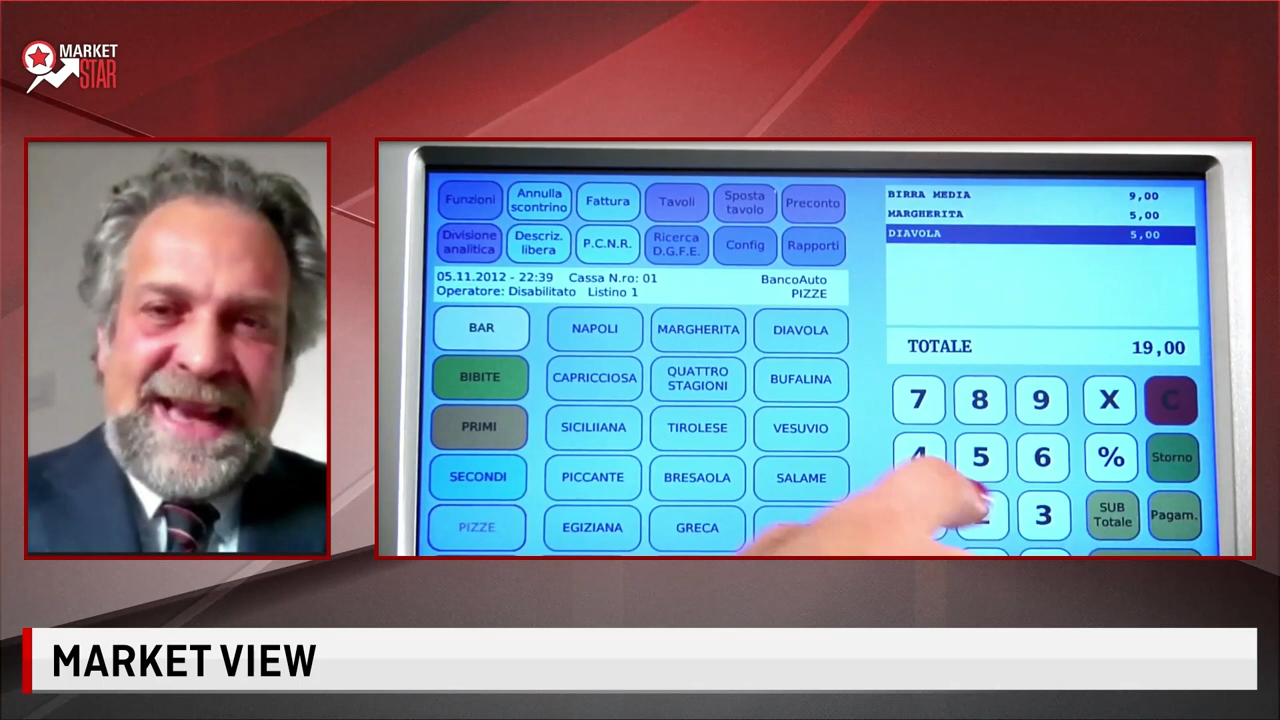 MARKET
STAR
Funzioni
Annulla
scontrino
Fattura
Tavoli
Sposta
tavolo
Preconto
Divisione
analitica
Descriz.
libera
P.C.N.R.
Ricerca
D.G.F.E.
Config
Rapporti
05.11.2012 - 22:39 Cassa N.ro: 01 BancoAuto
Operatore: Disabilitato Listino 1 PIZZE
BAR
NAPOLI
MARGHERITA
DIAVOLA
BIBITE
CAPRICCIOSA
QUATTRO
STAGIONI
BUFALINA
PRIMI
SICILIIANA
TIROLESE
VESUVIO
SECONDI
PICCANTE
BRESAOLA
SALAME
PIZZE
EGIZIANA
GRECA
BIRRA MEDIA 9,00
MARGHERITA 5,00
DIAVOLA 5,00
TOTALE 19,00
7 8 9 X C
4 5 6 % Storno
3
SUB
Totale
Pagam.
MARKET VIEW